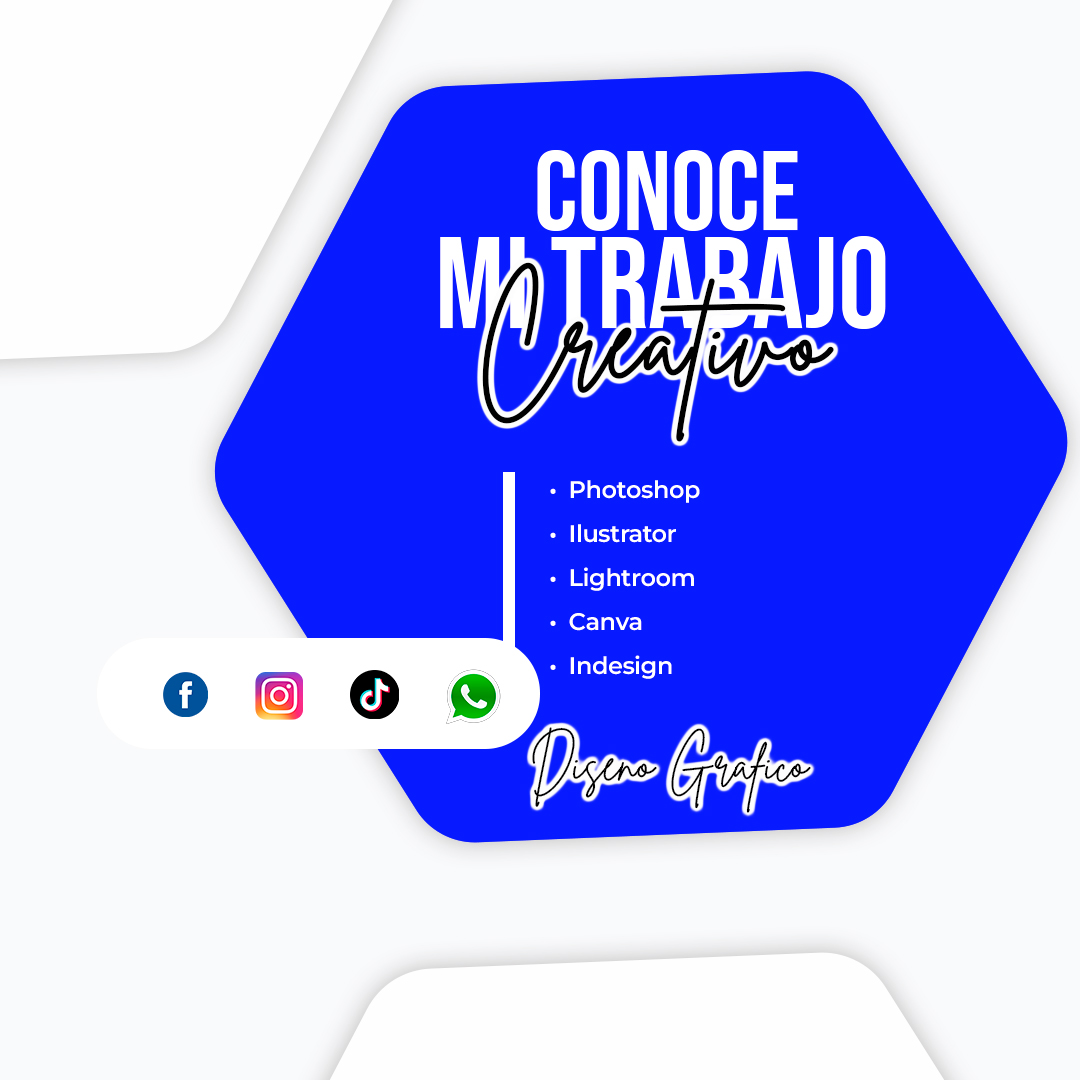 CONOCE
MI TRABAJO
Creativo
• Photoshop
• Ilustrator
• Lightroom
• Canva
• Indesign
Diseno Grafico